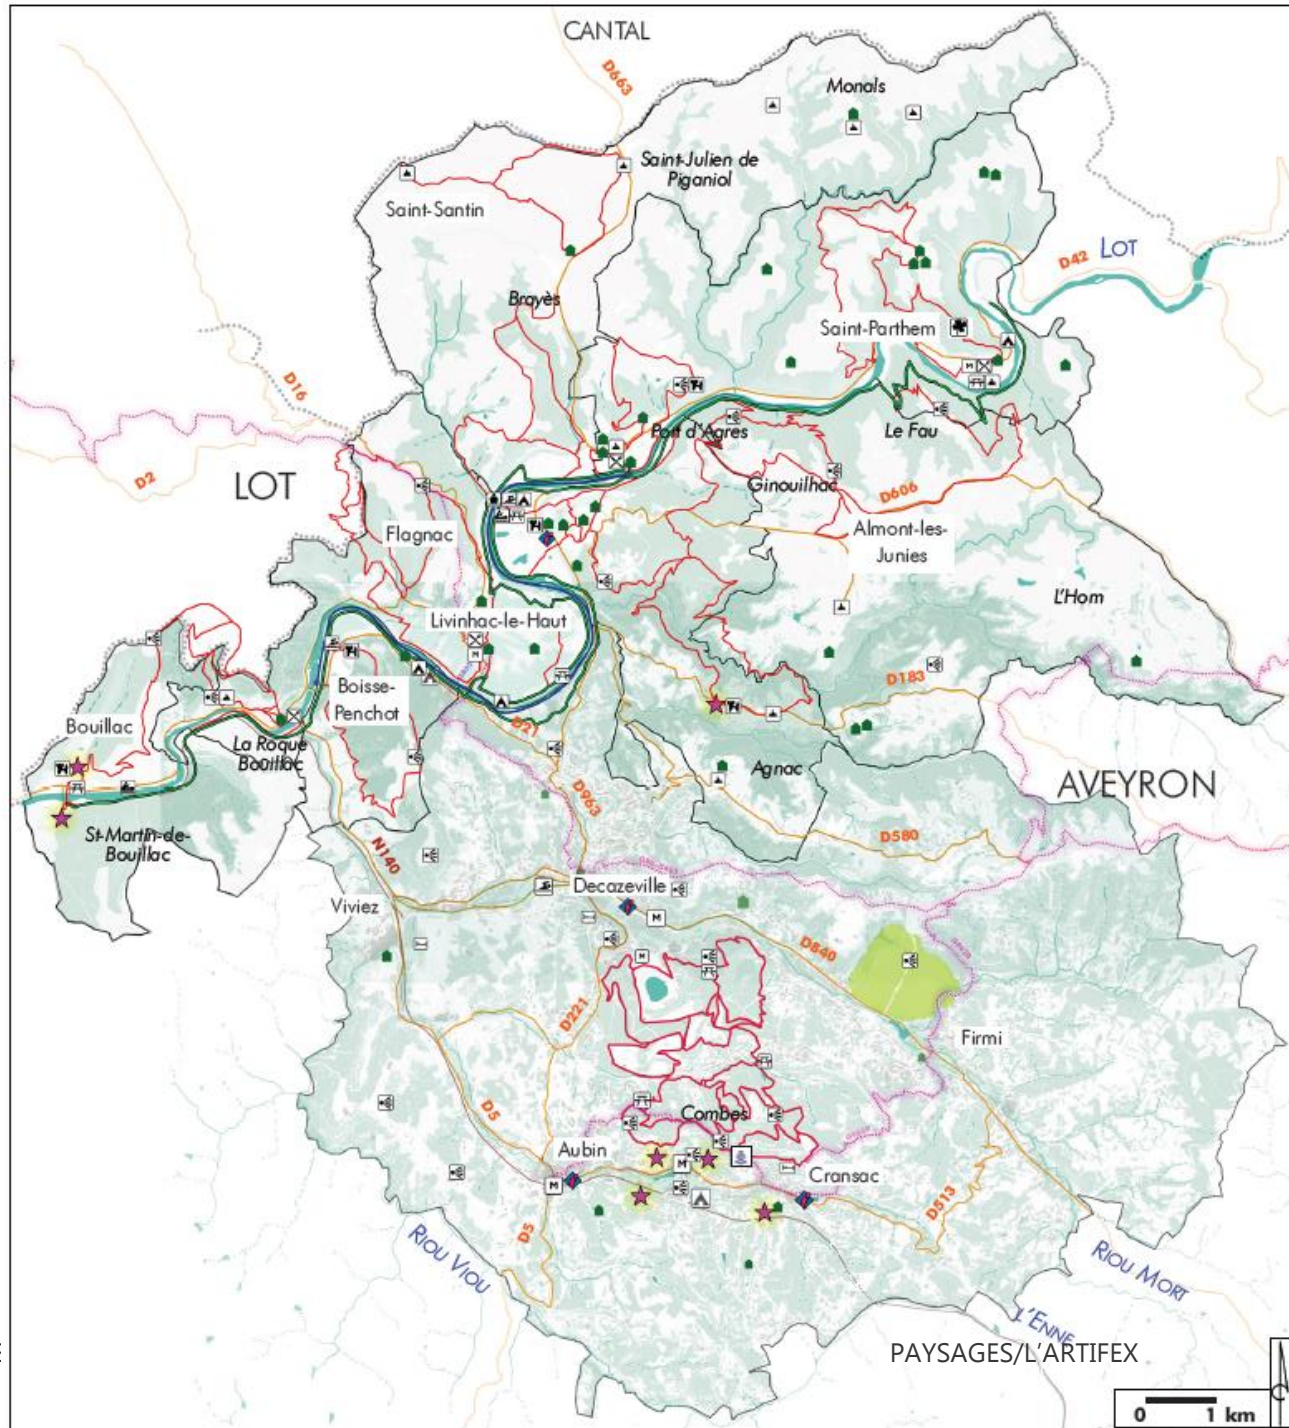 CANTAL
D663
Monals
Saint-Julien de
Piganiol
Saint-Santin
D42
LOT
Brayès
Saint-Parthem
D16
D2
LOT
Port d'Agres
Le Fau
Ginouilhac
D606
Flagnac
Almont-les-
Junies
L'Hom
Livinhac-le-Haut
Boisse-
Penchot
D183
Bouillac
D21
La Roque
Bouillac
Agnac
AVEYRON
D963
St-Martin-de-
Bouillac
D580
N140
Decazeville
Viviez
M
D840
M
D221
Firmi
D5
Combes
Aubin
M
Cransac
M
D513
D5
RIOU VIOU
RIOU MORT
L'ENNE
PAYSAGES/L'ARTIFEX
0 1 km